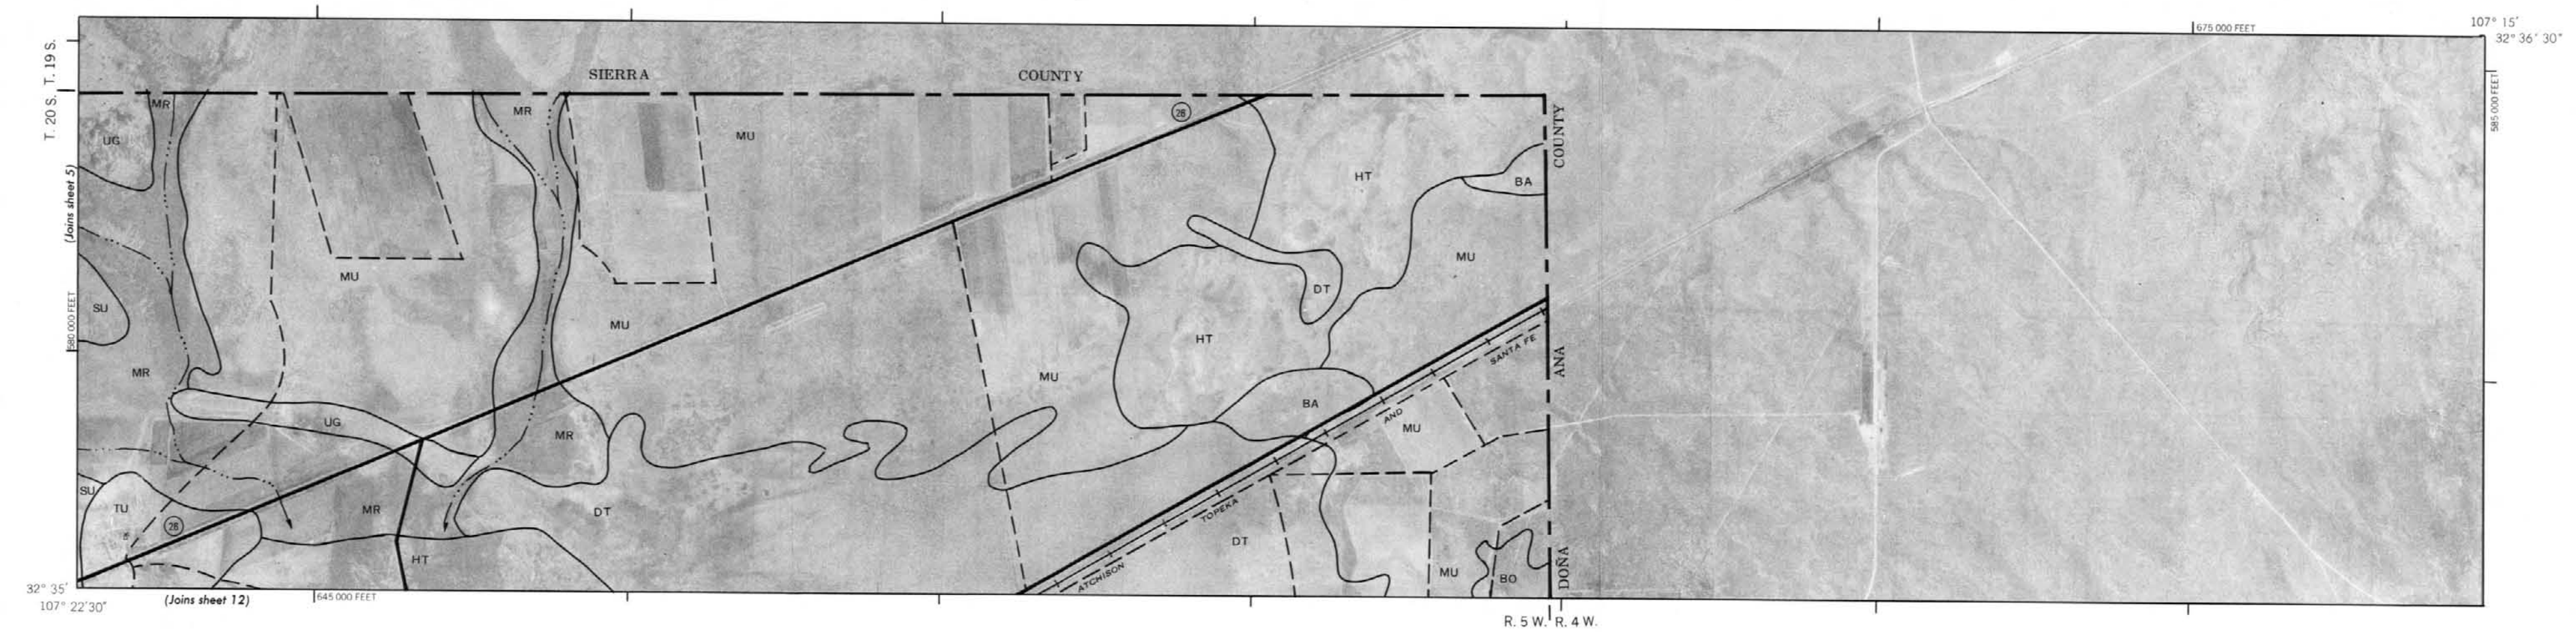 107° 15'
675 000 FEET
32° 36' 30"
T. 20 S. T. 19 S.
585 000 FEET
SIERRA COUNTY
MR
MR
28
UG
MU
COUNTY
HT
BA
(Joins sheet 5)
MU
MU
DT
SU
580 000 FEET
MU
HT
SANTA FE
ANA
MR
MU
BA
AND
UG
MU
MR
SU
TU
MR
DT
TOPEKA
28
DT
HT
DOÑA
ATCHISON
MU
BO
32° 35'
107° 22'30"
(Joins sheet 12)
645 000 FEET
R. 5 W. R. 4 W.